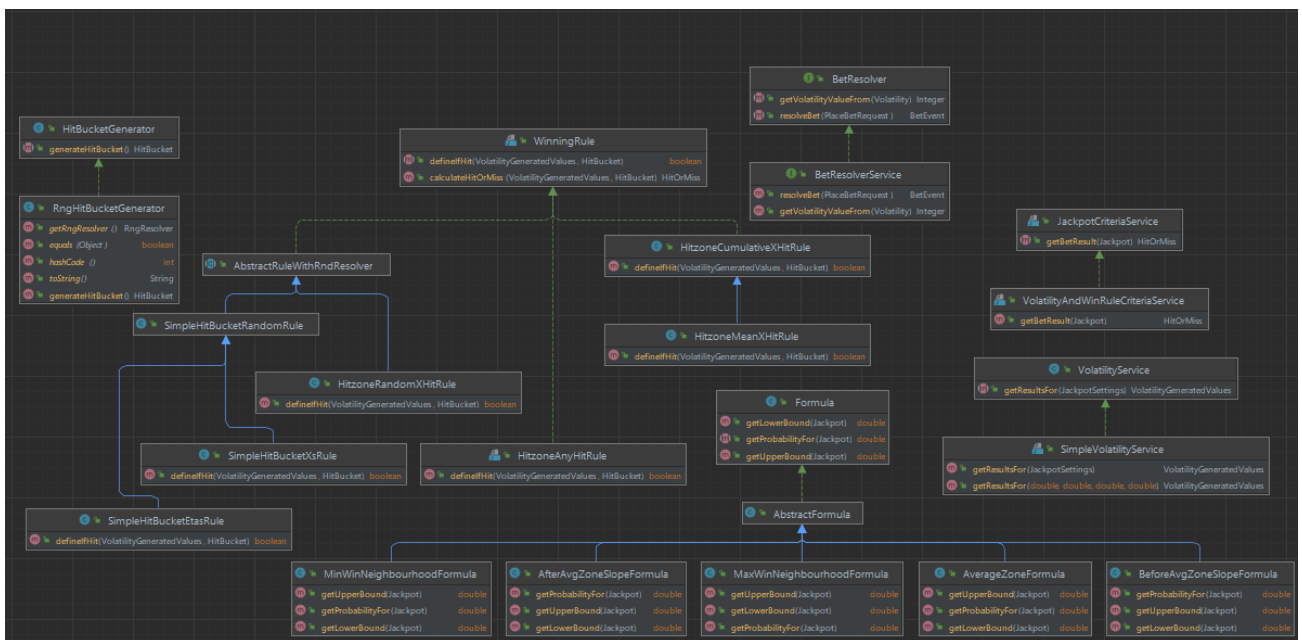 BetResolver
getVolatilityValueFrom(Volatility) Integer
resolveBet(PlaceBetRequest) BetEvent
HitBucketGenerator
generateHitBucket() HitBucket
WinningRule
defineIfHit(VolatilityGeneratedValues, HitBucket) boolean
calculateHitOrMiss(VolatilityGeneratedValues, HitBucket) HitOrMiss
BetResolverService
resolveBet(PlaceBetRequest) BetEvent
getVolatilityValueFrom(Volatility) Integer
RngHitBucketGenerator
getRngResolver() RngResolver
equals(Object) boolean
hashCode() int
toString() String
generateHitBucket() HitBucket
JackpotCriteriaService
getBetResult(Jackpot) HitOrMiss
AbstractRuleWithRndResolver
HitzoneCumulativeXHitRule
defineIfHit(VolatilityGeneratedValues, HitBucket) boolean
VolatilityAndWinRuleCriteriaService
getBetResult(Jackpot) HitOrMiss
SimpleHitBucketRandomRule
HitzoneMeanXHitRule
defineIfHit(VolatilityGeneratedValues, HitBucket) boolean
VolatilityService
getResultsFor(JackpotSettings) VolatilityGeneratedValues
HitzoneRandomXHitRule
defineIfHit(VolatilityGeneratedValues, HitBucket) boolean
Formula
getLowerBound(Jackpot) double
getProbabilityFor(Jackpot) double
getUpperBound(Jackpot) double
SimpleHitBucketXsRule
defineIfHit(VolatilityGeneratedValues, HitBucket) boolean
HitzoneAnyHitRule
defineIfHit(VolatilityGeneratedValues, HitBucket) boolean
SimpleVolatilityService
getResultsFor(JackpotSettings) VolatilityGeneratedValues
getResultsFor(double, double, double, double) VolatilityGeneratedValues
SimpleHitBucketEtasRule
defineIfHit(VolatilityGeneratedValues, HitBucket) boolean
AbstractFormula
MinWinNeighbourhoodFormula
getUpperBound(Jackpot) double
getProbabilityFor(Jackpot) double
getLowerBound(Jackpot) double
AfterAvgZoneSlopeFormula
getProbabilityFor(Jackpot) double
getUpperBound(Jackpot) double
getLowerBound(Jackpot) double
MaxWinNeighbourhoodFormula
getUpperBound(Jackpot) double
getLowerBound(Jackpot) double
getProbabilityFor(Jackpot) double
AverageZoneFormula
getUpperBound(Jackpot) double
getProbabilityFor(Jackpot) double
getLowerBound(Jackpot) double
BeforeAvgZoneSlopeFormula
getProbabilityFor(Jackpot) double
getUpperBound(Jackpot) double
getLowerBound(Jackpot) double